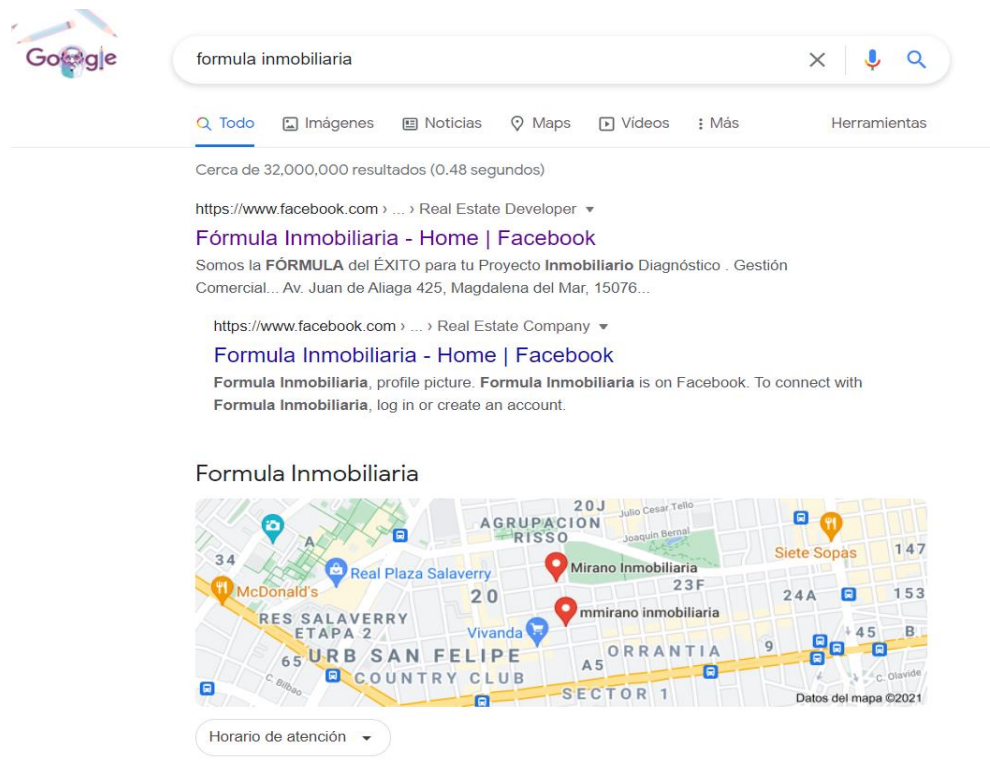 Google
formula inmobiliaria
Todo Imágenes Noticias Maps Vídeos Más Herramientas
Cerca de 32,000,000 resultados (0.48 segundos)
https://www.facebook.com › ... › Real Estate Developer
Fórmula Inmobiliaria - Home | Facebook
Somos la FÓRMULA del ÉXITO para tu Proyecto Inmobiliario Diagnóstico . Gestión
Comercial... Av. Juan de Aliaga 425, Magdalena del Mar, 15076...
https://www.facebook.com › ... › Real Estate Company
Formula Inmobiliaria - Home | Facebook
Formula Inmobiliaria, profile picture. Formula Inmobiliaria is on Facebook. To connect with
Formula Inmobiliaria, log in or create an account.
Formula Inmobiliaria
20J
Julio Cesar Tello
AGRUPACION
RISSO
Joaquin Bernal
A
34
Siete Sopas
147
Real Plaza Salaverry
Mirano Inmobiliaria
23F
McDonald's
20
24A
153
RES SALAVERRY
ETAPA 2
mmirano inmobiliaria
Vivanda
45
B
65
URB SAN FELIPE
ORRANTIA
9
A5
C. Bilbao
COUNTRY CLUB
SECTOR 1
C. Olavide
Datos del mapa ©2021
Horario de atención